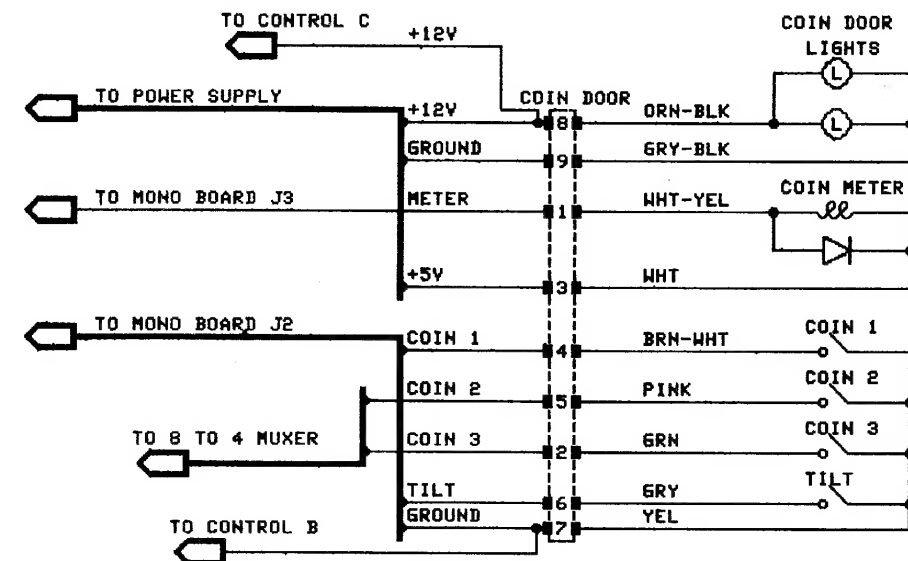 TO CONTROL C
+12V
COIN DOOR
LIGHTS
L
TO POWER SUPPLY
+12V
COIN DOOR
8
ORN-BLK
L
GROUND
9
GRY-BLK
TO MONO BOARD J3
METER
1
WHT-YEL
COIN METER
+5V
3
WHT
TO MONO BOARD J2
COIN 1
4
BRN-WHT
COIN 1
COIN 2
5
PINK
COIN 2
TO 8 TO 4 MUXER
COIN 3
2
GRN
COIN 3
TILT
6
GRY
TILT
GROUND
7
YEL
TO CONTROL B